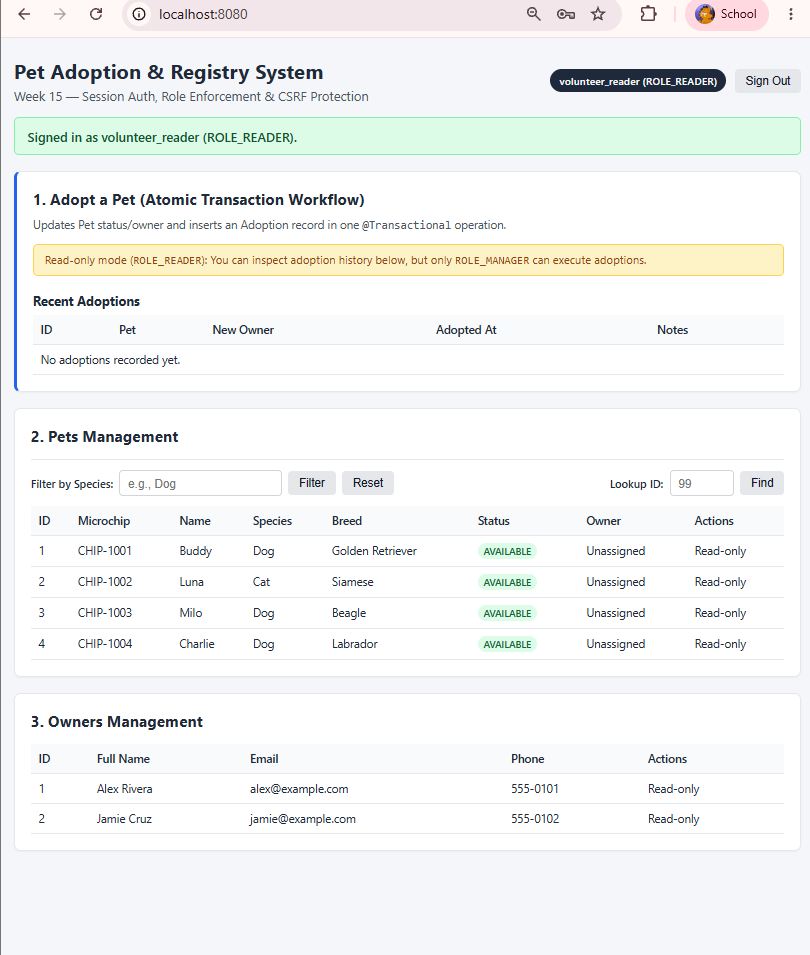 localhost:8080
School
Pet Adoption & Registry System
Week 15 — Session Auth, Role Enforcement & CSRF Protection
volunteer_reader (ROLE_READER)
Sign Out
Signed in as volunteer_reader (ROLE_READER).
1. Adopt a Pet (Atomic Transaction Workflow)
Updates Pet status/owner and inserts an Adoption record in one @Transactional operation.
Read-only mode (ROLE_READER): You can inspect adoption history below, but only ROLE_MANAGER can execute adoptions.
Recent Adoptions
ID Pet New Owner Adopted At Notes
No adoptions recorded yet.
2. Pets Management
Filter by Species: e.g., Dog Filter Reset Lookup ID: 99 Find
ID Microchip Name Species Breed Status Owner Actions
1 CHIP-1001 Buddy Dog Golden Retriever AVAILABLE Unassigned Read-only
2 CHIP-1002 Luna Cat Siamese AVAILABLE Unassigned Read-only
3 CHIP-1003 Milo Dog Beagle AVAILABLE Unassigned Read-only
4 CHIP-1004 Charlie Dog Labrador AVAILABLE Unassigned Read-only
3. Owners Management
ID Full Name Email Phone Actions
1 Alex Rivera alex@example.com 555-0101 Read-only
2 Jamie Cruz jamie@example.com 555-0102 Read-only